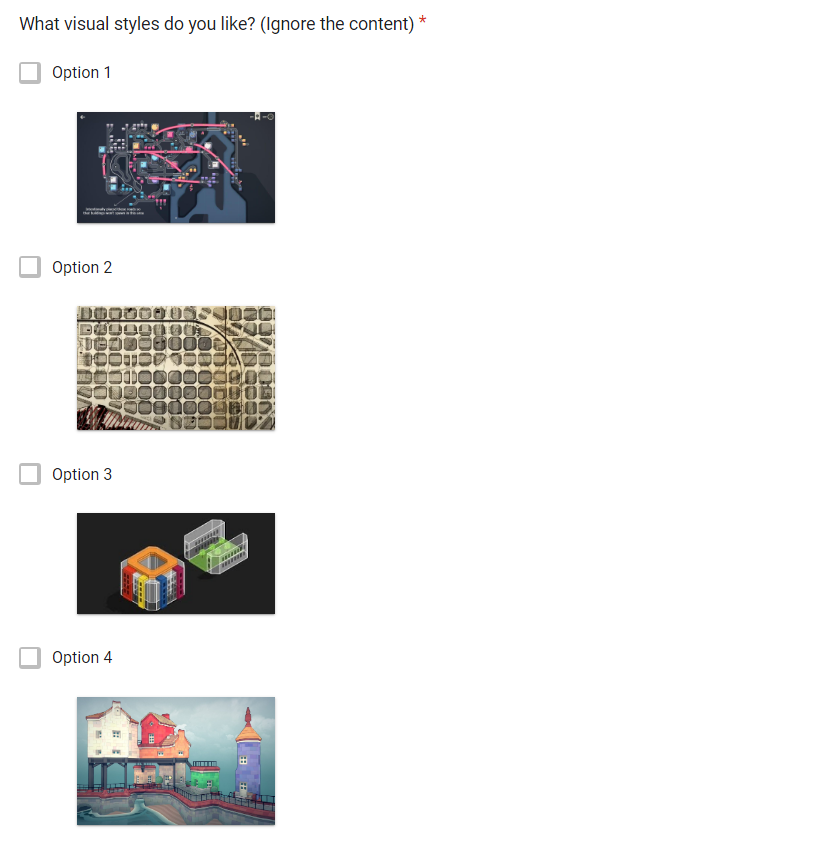 What visual styles do you like? (Ignore the content) *
Option 1
Option 2
Option 3
Option 4